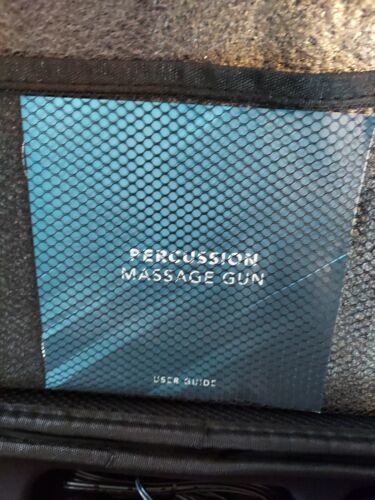 PERCUSSION
MASSAGE GUN
USER GUIDE